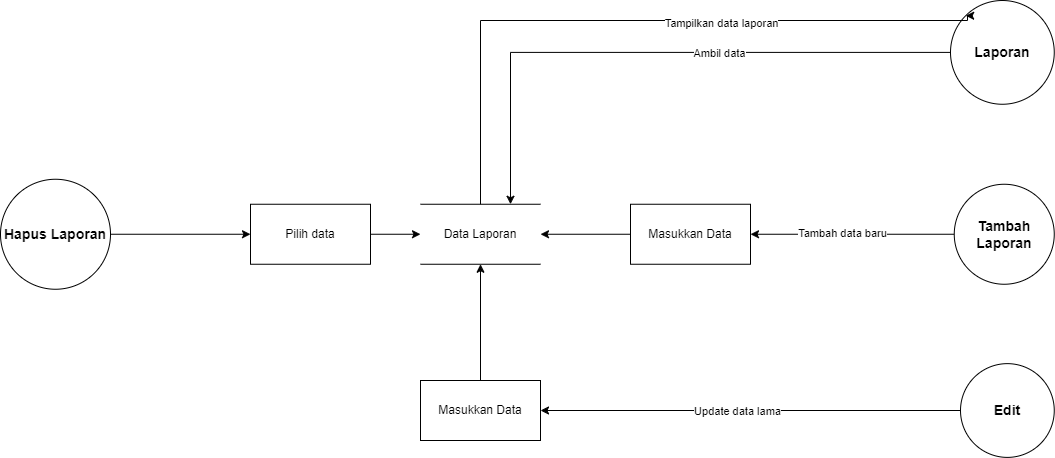 Tampilkan data laporan
Ambil data
Laporan
Hapus Laporan
Pilih data
Data Laporan
Masukkan Data
Tambah data baru
Tambah
Laporan
Masukkan Data
Update data lama
Edit